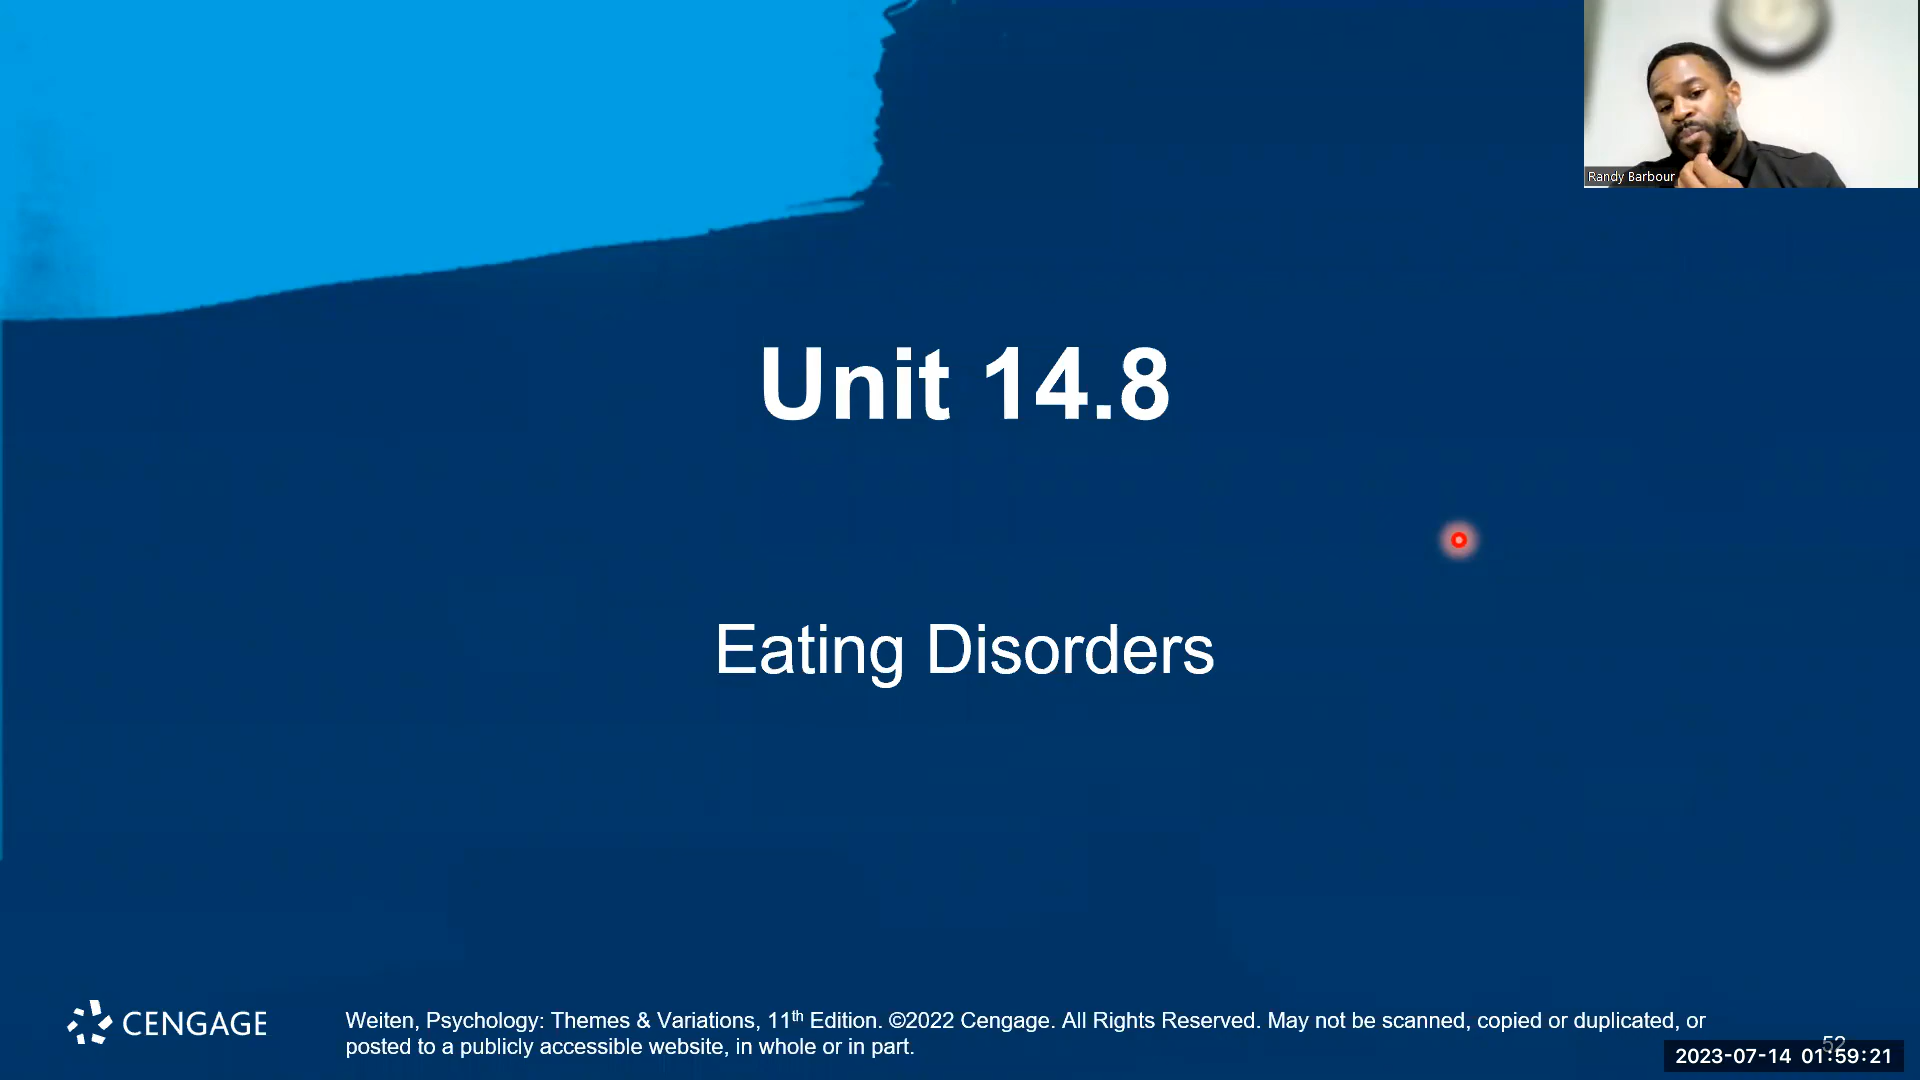 Randy Barbour
Unit 14.8
Eating Disorders
CENGAGE
Weiten, Psychology: Themes & Variations, 11th Edition. ©2022 Cengage. All Rights Reserved. May not be scanned, copied or duplicated, or
posted to a publicly accessible website, in whole or in part.
52
2023-07-14 01:59:21